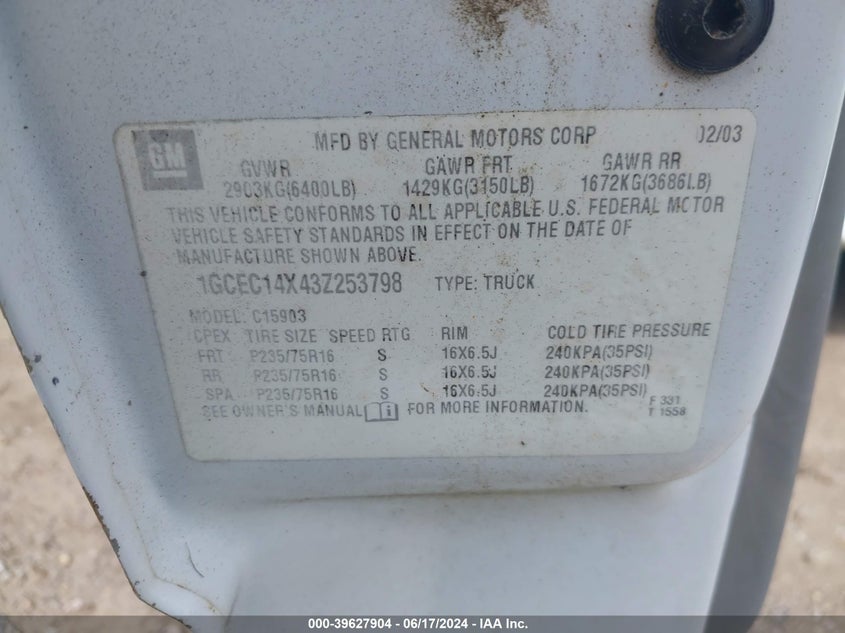 GM
MFD BY GENERAL MOTORS CORP 02/03
GVWR GAWR FRT GAWR RR
2903KG(6400LB) 1429KG(3150LB) 1672KG(3686LB)
THIS VEHICLE CONFORMS TO ALL APPLICABLE U.S. FEDERAL MOTOR
VEHICLE SAFETY STANDARDS IN EFFECT ON THE DATE OF
MANUFACTURE SHOWN ABOVE.
1GCEC14X43Z253798 TYPE: TRUCK
MODEL: C15903
CPEX TIRE SIZE SPEED RTG RIM COLD TIRE PRESSURE
FRT P235/75R16 S 16X6.5J 240KPA(35PSI)
RR P235/75R16 S 16X6.5J 240KPA(35PSI)
SPA P235/75R16 S 16X6.5J 240KPA(35PSI)
SEE OWNER'S MANUAL i FOR MORE INFORMATION. F 331
T 1558
000-39627904 - 06/17/2024 - IAA Inc.